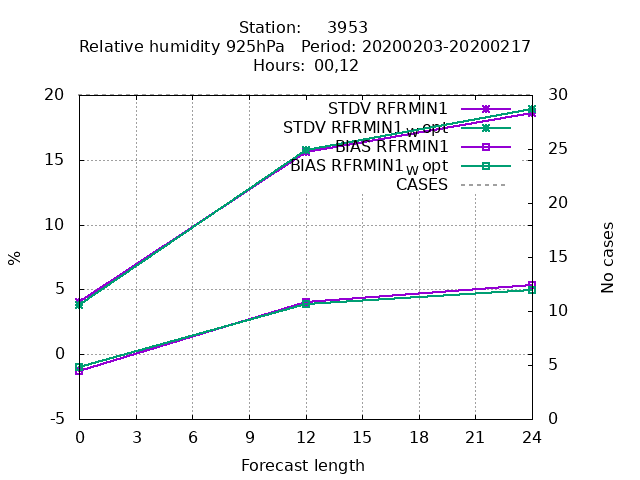 Station: 3953
Relative humidity 925hPa Period: 20200203-20200217
Hours: 00,12
20
15
10
5
0
-5
%
30
25
20
15
10
5
0
No cases
STDV RFRMIN1
STDV RFRMIN1_W opt
BIAS RFRMIN1
BIAS RFRMIN1_W opt
CASES
0 3 6 9 12 15 18 21 24
Forecast length